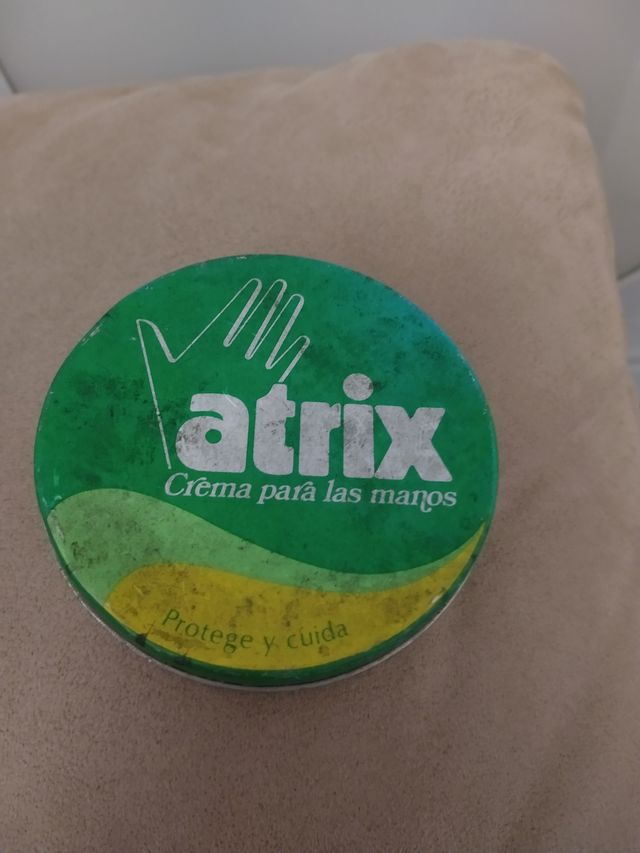 atrix
Crema para las manos
Protege y cuida